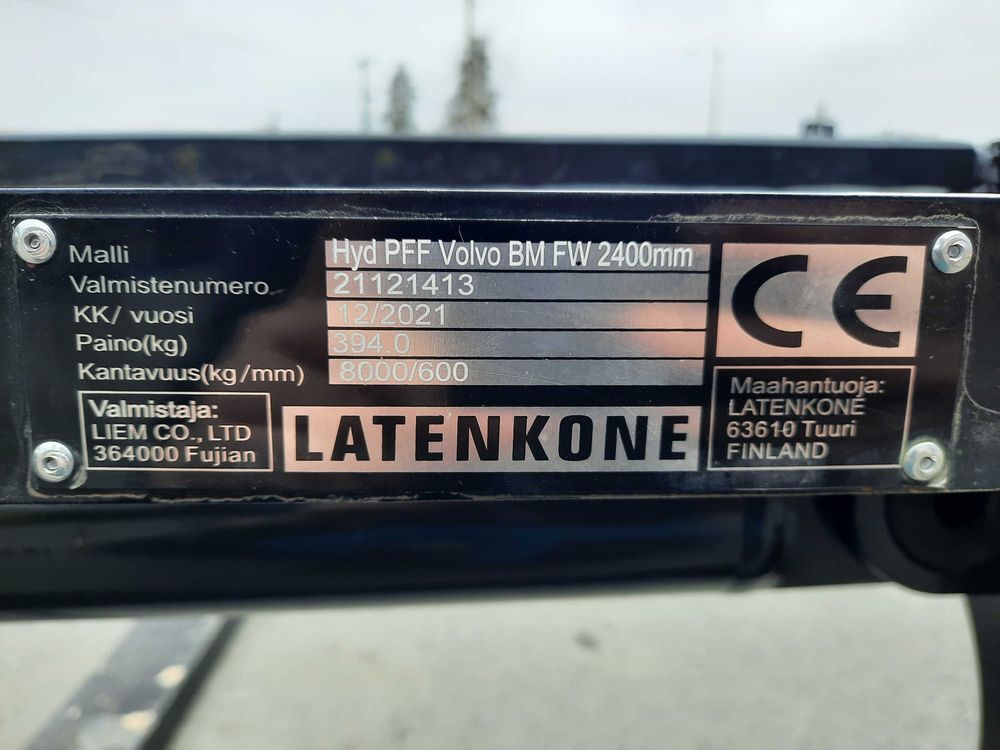 Malli Hyd PFF Volvo BM FW 2400mm
Valmistenumero 21121413
KK/ vuosi 12/2021
Paino(kg) 394.0
Kantavuus(kg/mm) 8000/600
CE
Valmistaja:
LIEM CO., LTD
364000 Fujian
LATENKONE
Maahantuoja:
LATENKONE
63610 Tuuri
FINLAND